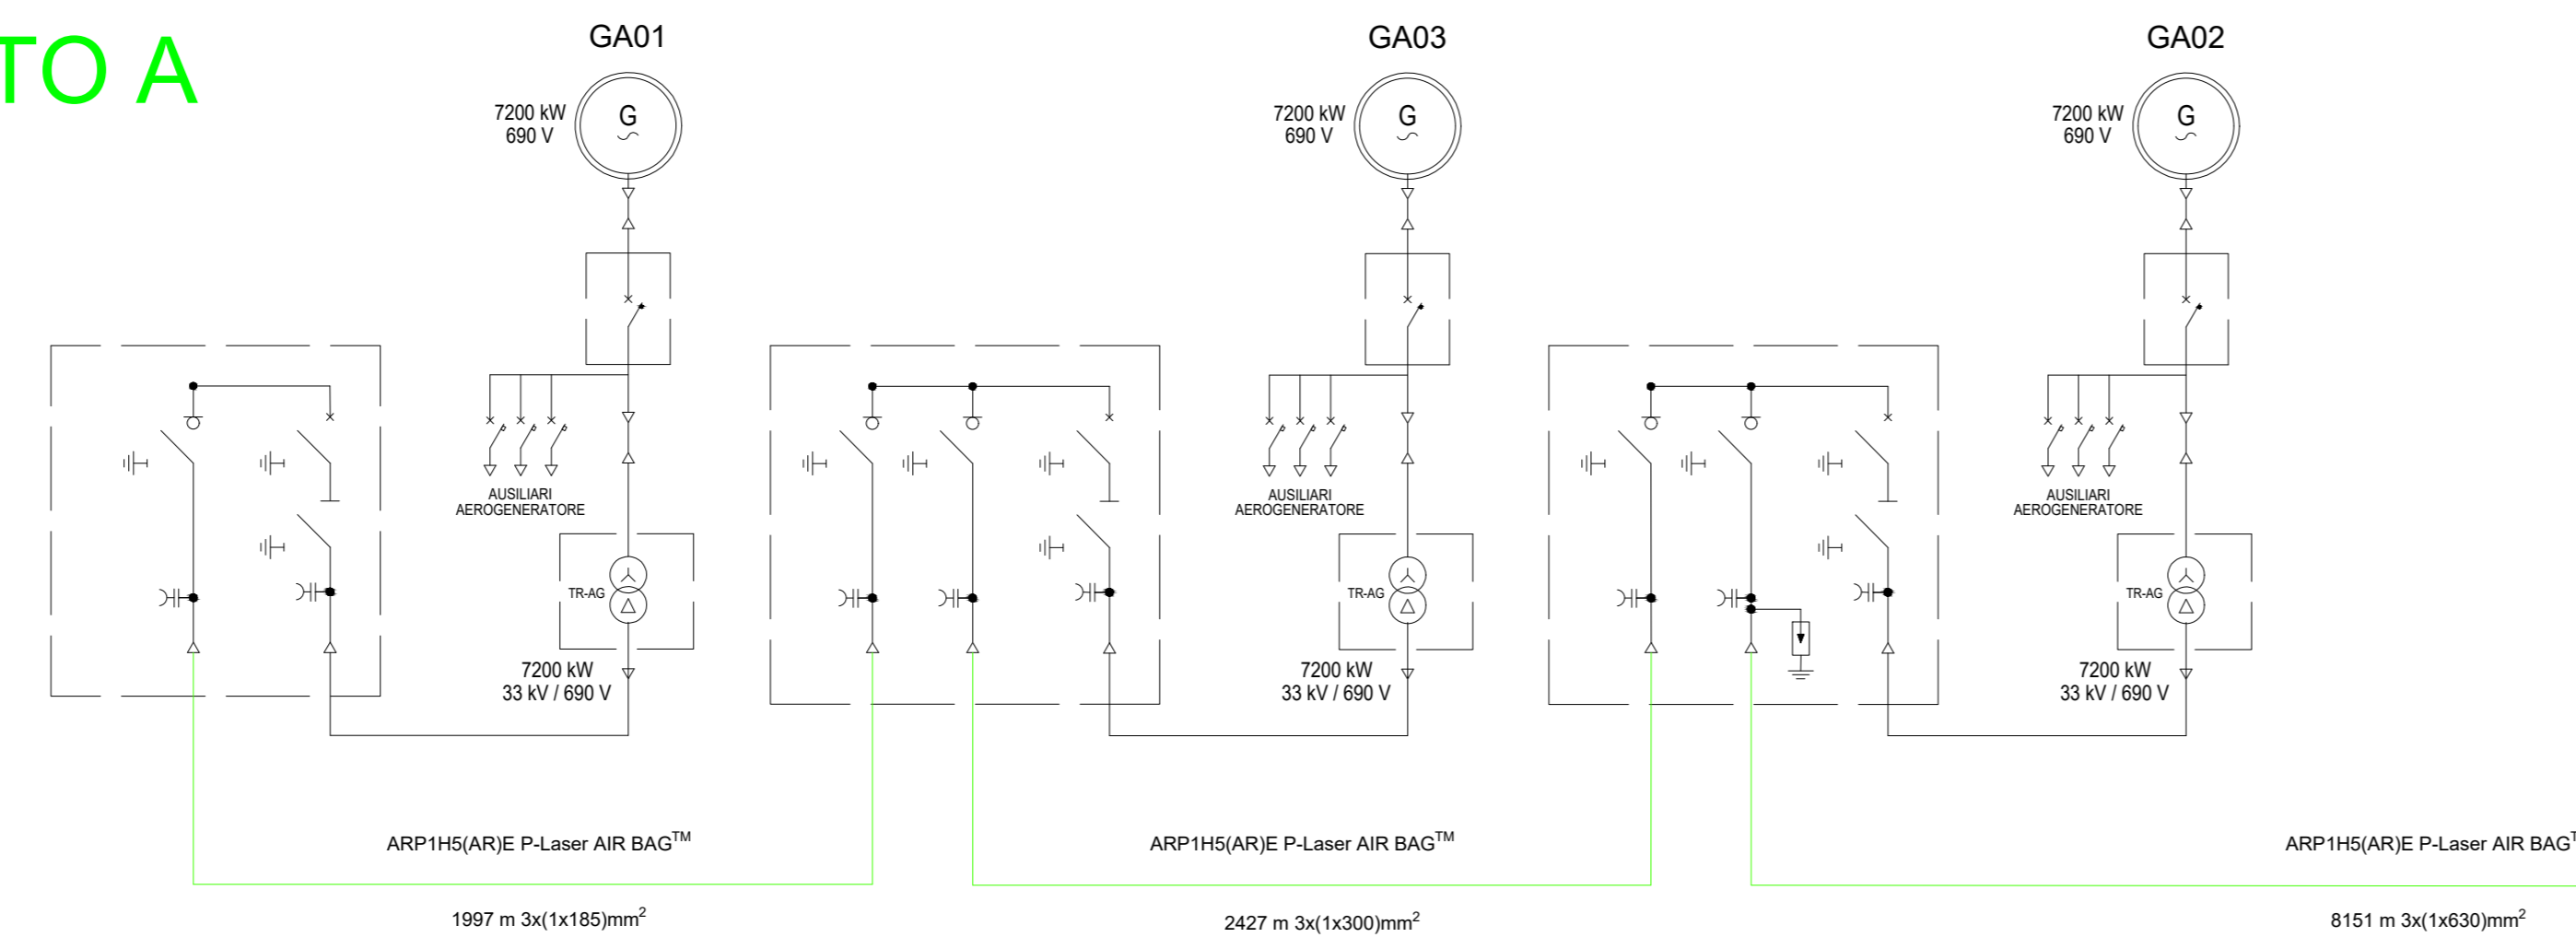 TO A
GA01
7200 kW
690 V
G
AUSILIARI
AEROGENERATORE
TR-AG
7200 kW
33 kV / 690 V
GA03
7200 kW
690 V
G
AUSILIARI
AEROGENERATORE
TR-AG
7200 kW
33 kV / 690 V
GA02
7200 kW
690 V
G
AUSILIARI
AEROGENERATORE
TR-AG
7200 kW
33 kV / 690 V
ARP1H5(AR)E P-Laser AIR BAG™
1997 m 3x(1x185)mm²
ARP1H5(AR)E P-Laser AIR BAG™
2427 m 3x(1x300)mm²
ARP1H5(AR)E P-Laser AIR BAG
8151 m 3x(1x630)mm²